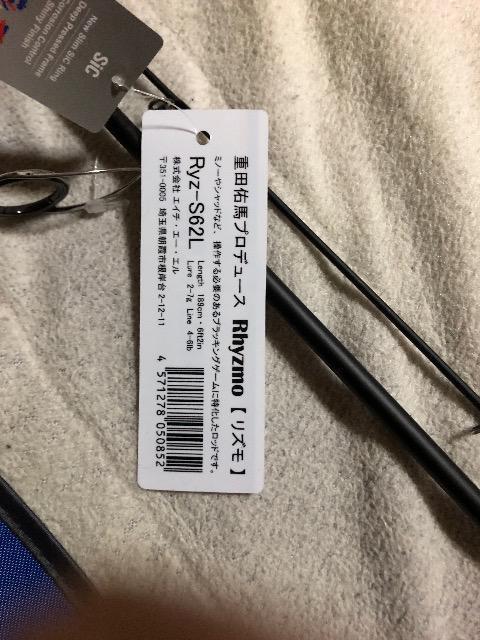 New Slim SiC Ring
Deep Pressed Frame
Corrosion Control
Shiny Finish
SiC
重田佑馬プロデュース Rhyzmo【リズモ】
ミノーやシャッドなど、操作する必要のあるプラッキングゲームに特化したロッドです。
Ryz-S62L Length 189cm・6ft2in
Lure 2-7g Line 4-6lb
株式会社 エイチ・エー・エル
〒351-0005 埼玉県朝霞市根岸台 2-12-11
4 571278 050852